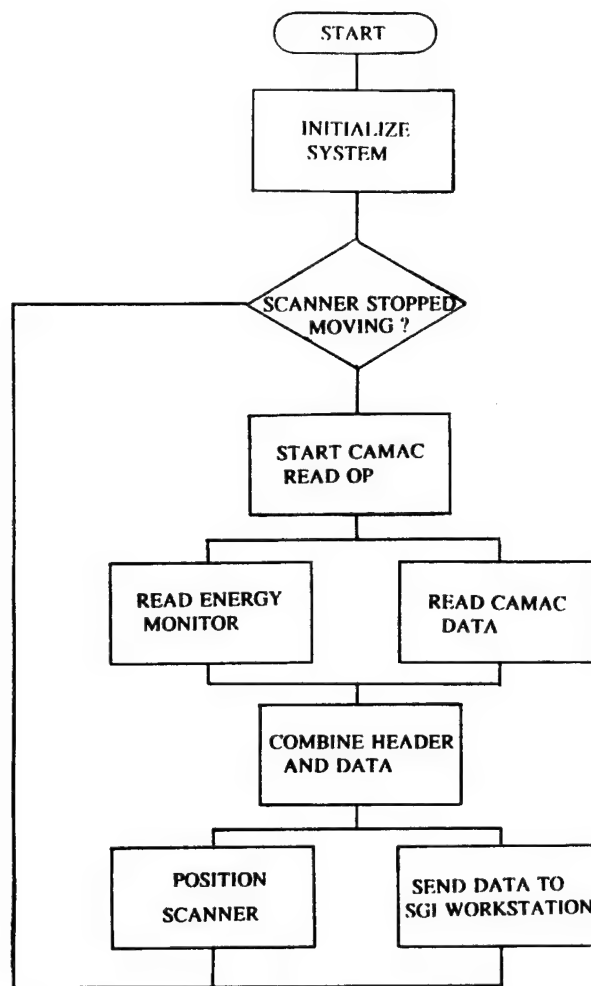 START
INITIALIZE
SYSTEM
SCANNER STOPPED
MOVING ?
START CAMAC
READ OP
READ ENERGY
MONITOR
READ CAMAC
DATA
COMBINE HEADER
AND DATA
POSITION
SCANNER
SEND DATA TO
SGI WORKSTATION